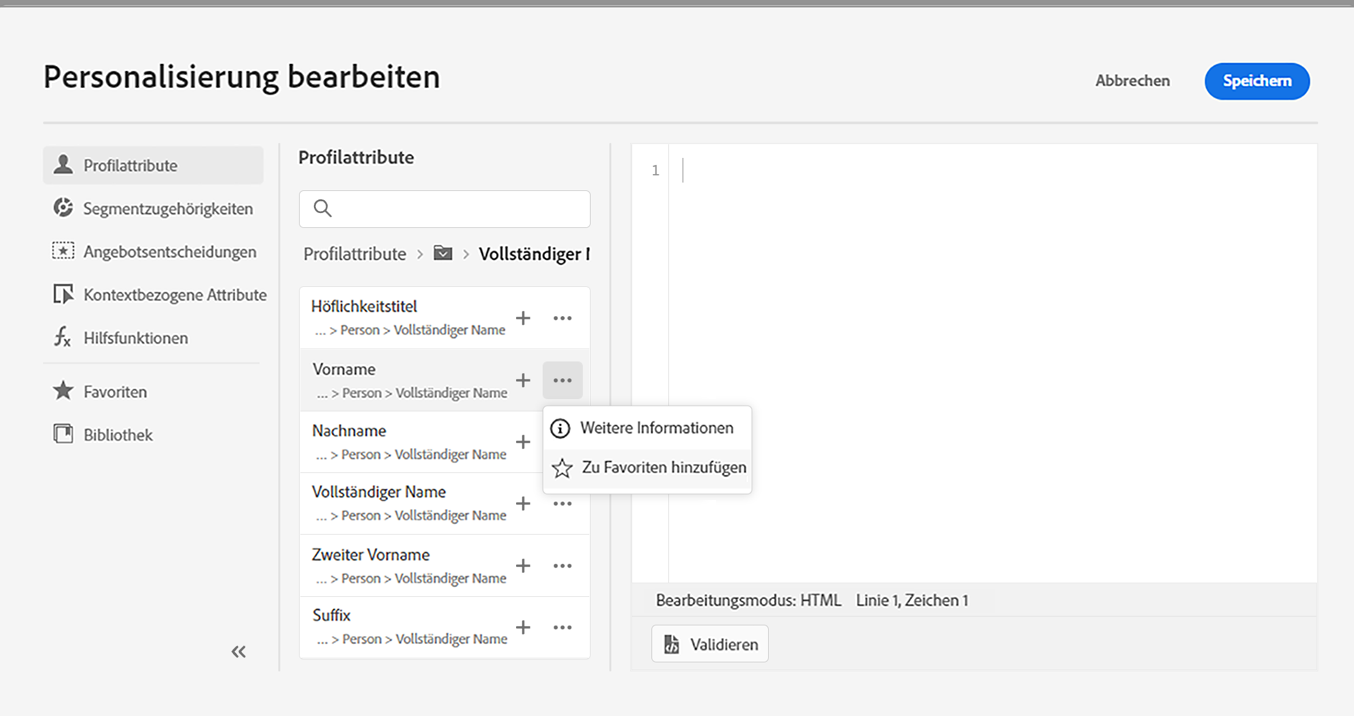 Personalisierung bearbeiten
Abbrechen
Speichern
Profilattribute
Segmentzugehörigkeiten
Angebotsentscheidungen
Kontextbezogene Attribute
Hilfsfunktionen
Favoriten
Bibliothek
Profilattribute
Profilattribute > > Vollständiger N
Höflichkeitstitel
... > Person > Vollständiger Name
Vorname
... > Person > Vollständiger Name
Nachname
... > Person > Vollständiger Name
Vollständiger Name
... > Person > Vollständiger Name
Zweiter Vorname
... > Person > Vollständiger Name
Suffix
... > Person > Vollständiger Name
Weitere Informationen
Zu Favoriten hinzufügen
1
Bearbeitungsmodus: HTML Linie 1, Zeichen 1
Validieren